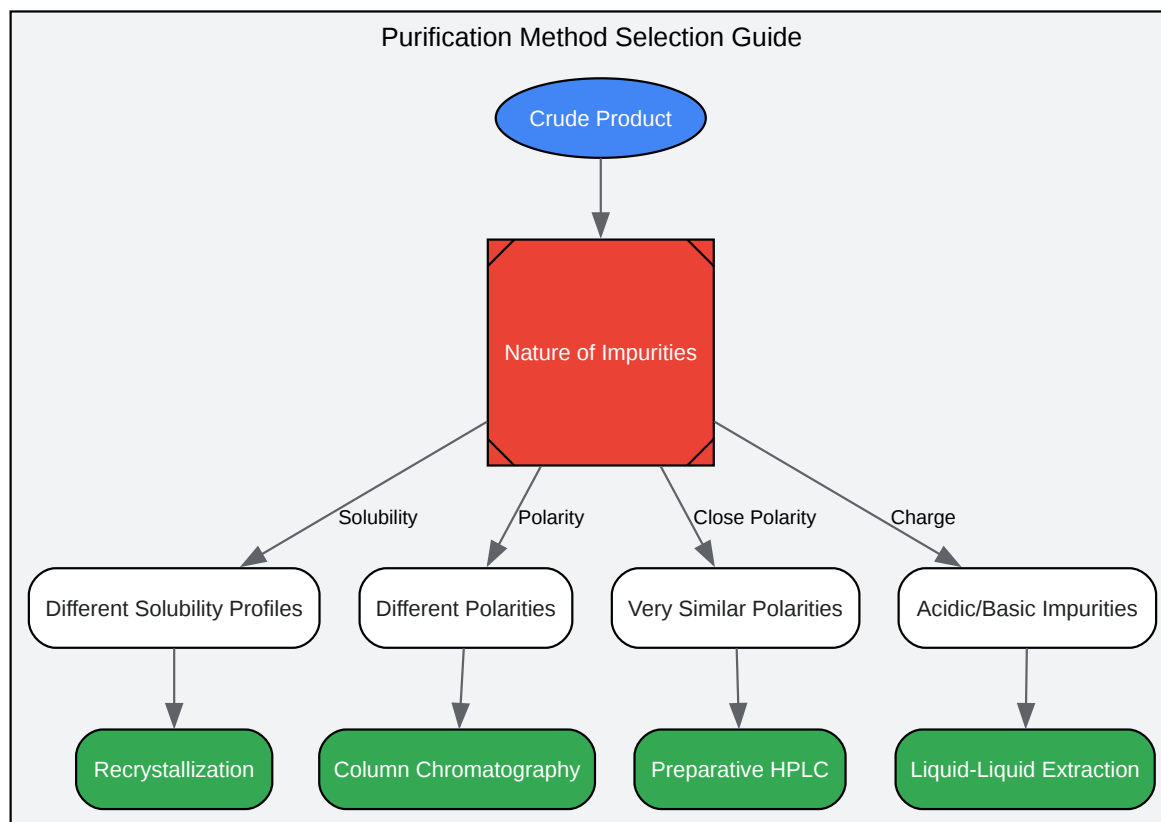 Purification Method Selection Guide
Crude Product
Nature of Impurities
Solubility
Polarity
Close Polarity
Charge
Different Solubility Profiles
Different Polarities
Very Similar Polarities
Acidic/Basic Impurities
Recrystallization
Column Chromatography
Preparative HPLC
Liquid-Liquid Extraction